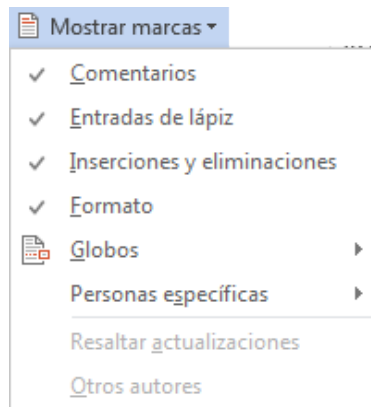 Mostrar marcas
Comentarios
Entradas de lápiz
Inserciones y eliminaciones
Formato
Globos
Personas específicas
Resaltar actualizaciones
Otros autores